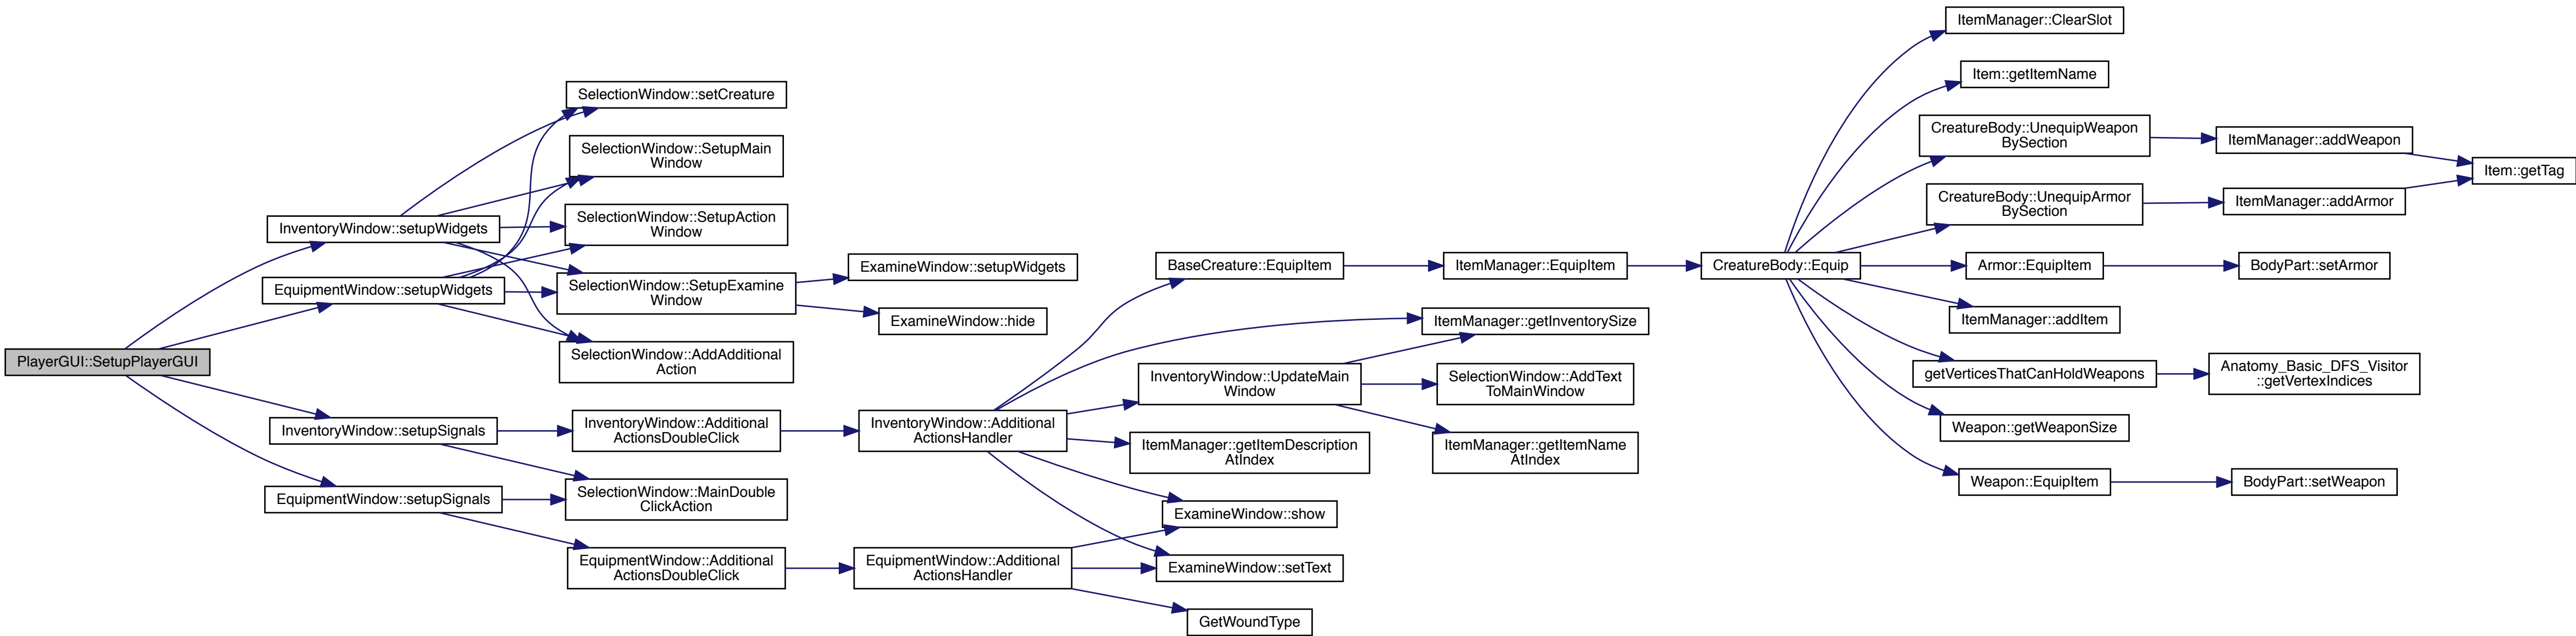 PlayerGUI::SetupPlayerGUI
InventoryWindow::setupWidgets
EquipmentWindow::setupWidgets
InventoryWindow::setupSignals
EquipmentWindow::setupSignals
SelectionWindow::setCreature
SelectionWindow::SetupMain
Window
SelectionWindow::SetupAction
Window
SelectionWindow::SetupExamine
Window
SelectionWindow::AddAdditional
Action
InventoryWindow::Additional
ActionsDoubleClick
SelectionWindow::MainDouble
ClickAction
EquipmentWindow::Additional
ActionsDoubleClick
ExamineWindow::setupWidgets
ExamineWindow::hide
InventoryWindow::Additional
ActionsHandler
EquipmentWindow::Additional
ActionsHandler
BaseCreature::EquipItem
InventoryWindow::UpdateMain
Window
ItemManager::getItemDescription
AtIndex
ExamineWindow::show
ExamineWindow::setText
GetWoundType
ItemManager::EquipItem
ItemManager::getInventorySize
SelectionWindow::AddText
ToMainWindow
ItemManager::getItemName
AtIndex
CreatureBody::Equip
ItemManager::ClearSlot
Item::getItemName
CreatureBody::UnequipWeapon
BySection
CreatureBody::UnequipArmor
BySection
Armor::EquipItem
ItemManager::addItem
getVerticesThatCanHoldWeapons
Weapon::getWeaponSize
Weapon::EquipItem
ItemManager::addWeapon
ItemManager::addArmor
BodyPart::setArmor
Anatomy_Basic_DFS_Visitor
::getVertexIndices
BodyPart::setWeapon
Item::getTag